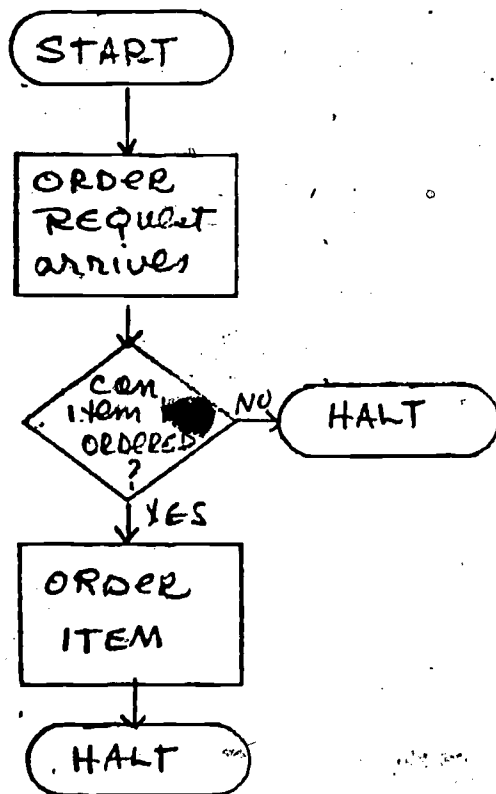 START
ORDER
REQUEST
arrives
can
item
ORDERED
?
NO
HALT
YES
ORDER
ITEM
HALT